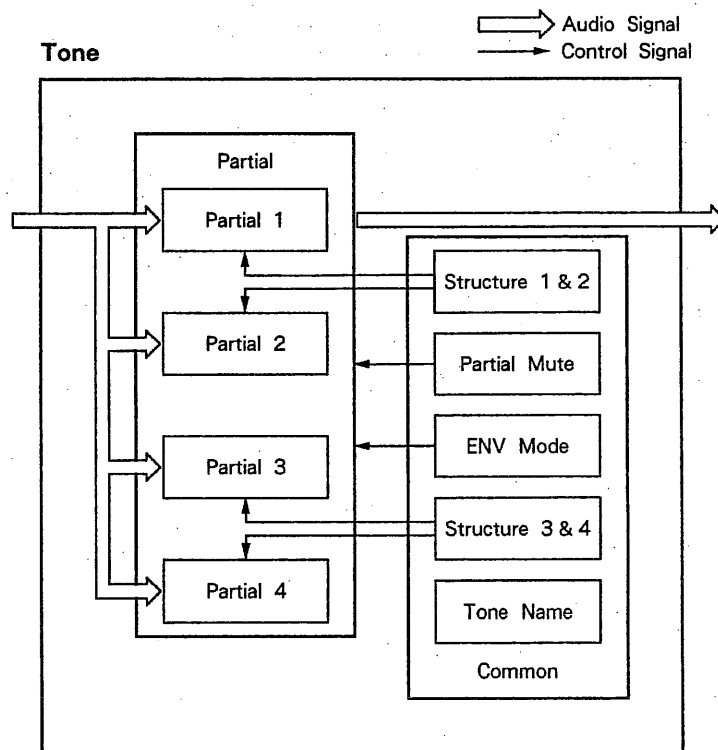 Audio Signal
Control Signal
Tone
Partial
Partial 1
Partial 2
Partial 3
Partial 4
Structure 1 & 2
Partial Mute
ENV Mode
Structure 3 & 4
Tone Name
Common